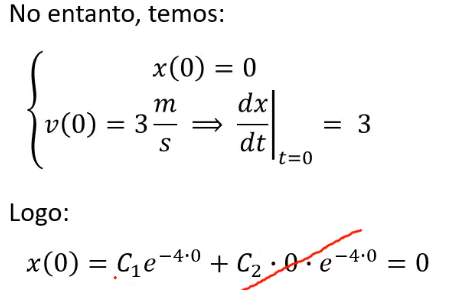 No entanto, temos:
x(0) = 0
v(0) = 3 m/s ⟹ dx/dt|t=0 = 3
Logo:
x(0) = C₁e^(−4·0) + C₂ · 0 · e^(−4·0) = 0